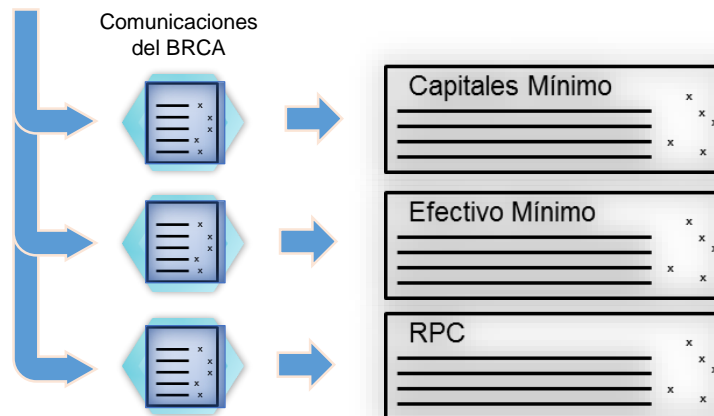 Comunicaciones
del BRCA
Capitales Mínimo
Efectivo Mínimo
RPC